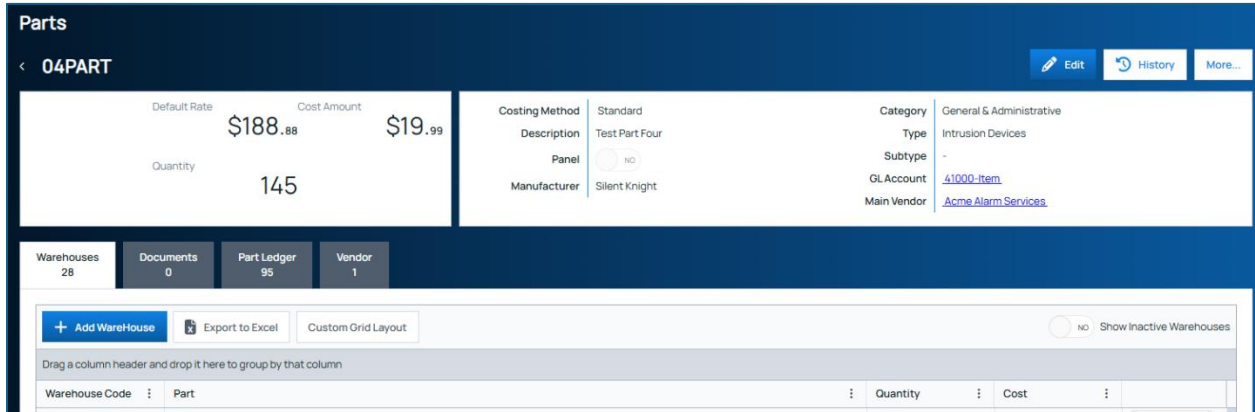 Parts
< 04PART
Edit
History
More...
Default Rate
$188.88
Cost Amount
$19.99
Quantity
145
Costing Method Standard
Description Test Part Four
Panel NO
Manufacturer Silent Knight
Category General & Administrative
Type Intrusion Devices
Subtype -
GL Account 41000-Item
Main Vendor Acme Alarm Services
Warehouses
28
Documents
0
Part Ledger
95
Vendor
1
+ Add WareHouse
Export to Excel
Custom Grid Layout
NO Show Inactive Warehouses
Drag a column header and drop it here to group by that column
Warehouse Code Part Quantity Cost